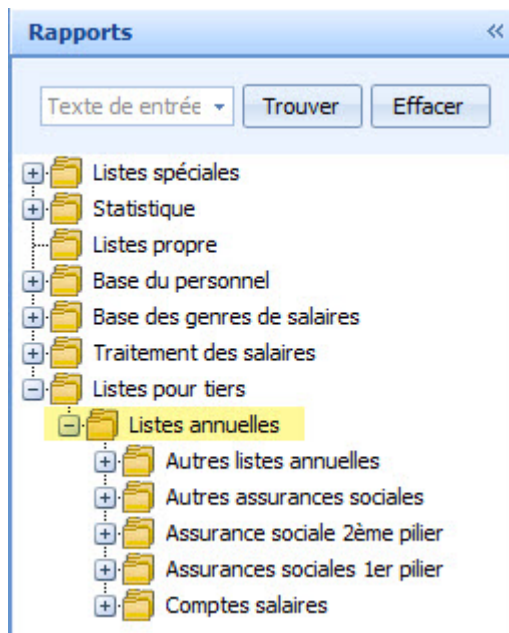 Rapports
Texte de entrée Trouver Effacer
Listes spéciales
Statistique
Listes propre
Base du personnel
Base des genres de salaires
Traitement des salaires
Listes pour tiers
Listes annuelles
Autres listes annuelles
Autres assurances sociales
Assurance sociale 2ème pilier
Assurances sociales 1er pilier
Comptes salaires